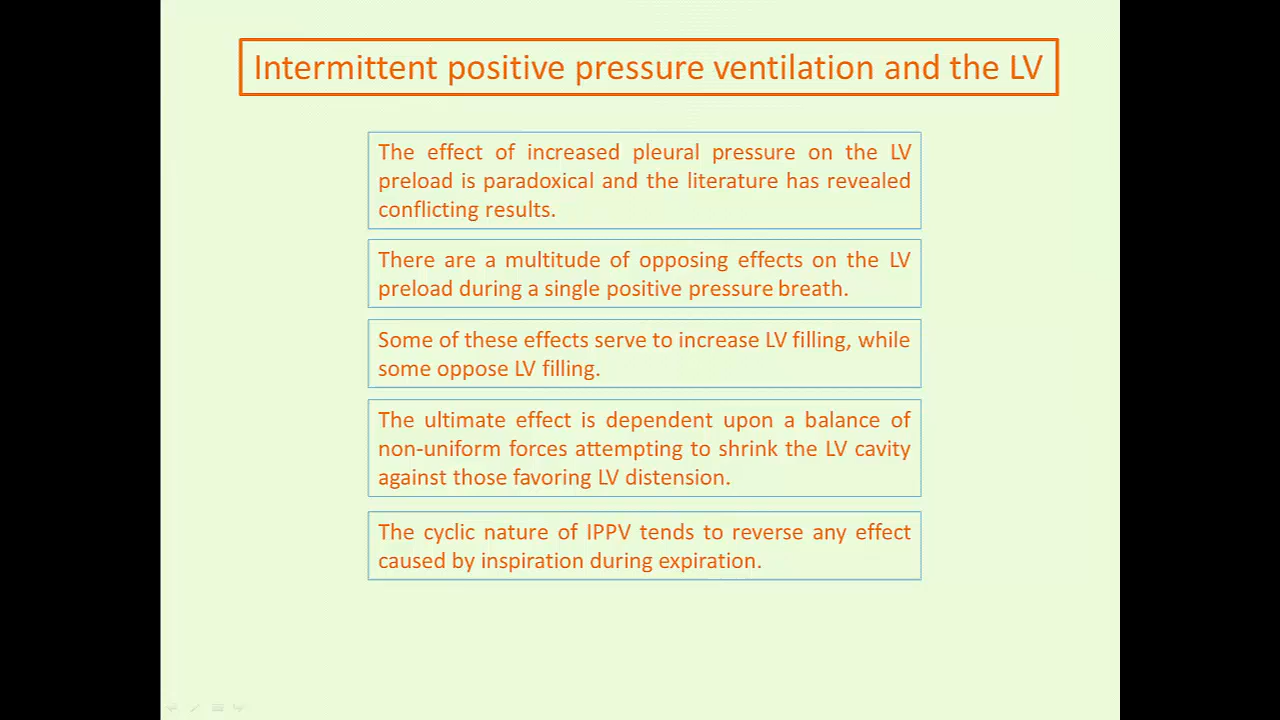 Intermittent positive pressure ventilation and the LV
The effect of increased pleural pressure on the LV
preload is paradoxical and the literature has revealed
conflicting results.
There are a multitude of opposing effects on the LV
preload during a single positive pressure breath.
Some of these effects serve to increase LV filling, while
some oppose LV filling.
The ultimate effect is dependent upon a balance of
non-uniform forces attempting to shrink the LV cavity
against those favoring LV distension.
The cyclic nature of IPPV tends to reverse any effect
caused by inspiration during expiration.